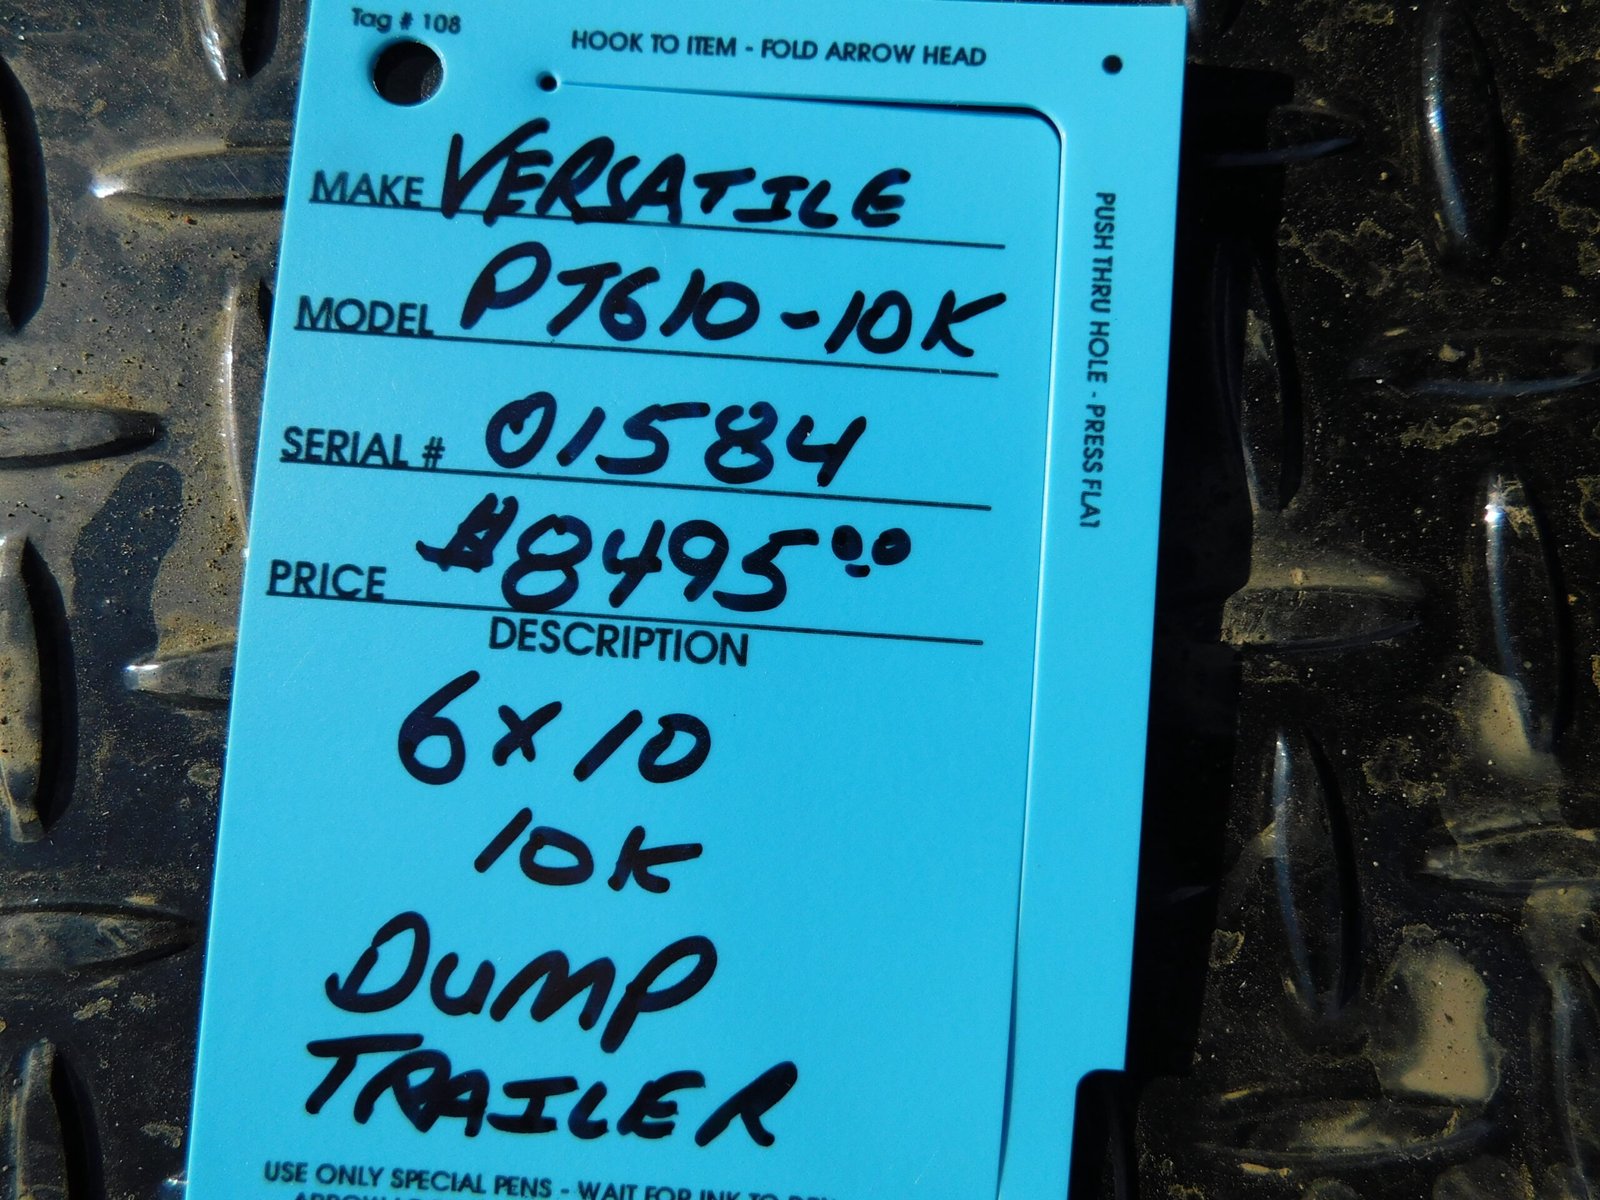 Tag # 108
HOOK TO ITEM - FOLD ARROW HEAD
MAKE VERSATILE
MODEL PT610-10K
SERIAL # 01584
PRICE $8495.00
DESCRIPTION
6x10
10K
DUMP
TRAILER
USE ONLY SPECIAL PENS - WAIT FOR INK TO
PUSH THRU HOLE - PRESS FLAT